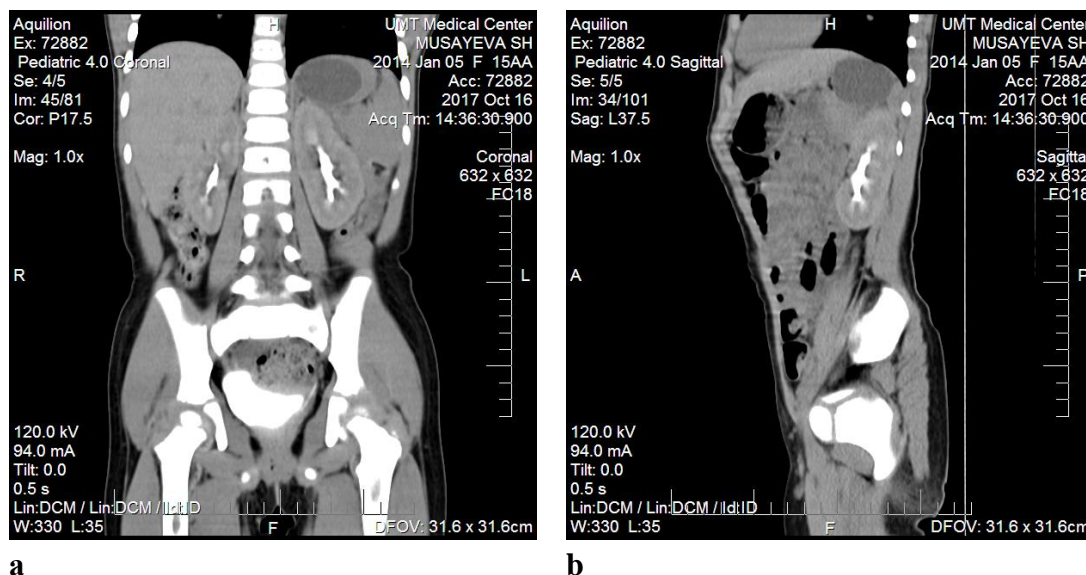 Aquilion
Ex: 72882
Pediatric 4.0 Coronal
Se: 4/5
Im: 45/81
Cor: P17.5
Mag: 1.0x
H
UMT Medical Center
MUSAYEVA SH
2014 Jan 05 F 15AA
Acc: 72882
2017 Oct 16
Acq Tm: 14:36:30.900
Coronal
632 x 632
FC18
R
L
120.0 kV
94.0 mA
Tilt: 0.0
0.5 s
Lin:DCM / Lin:DCM / Id:ID
W:330 L:35
F
DFOV: 31.6 x 31.6cm
a
Aquilion
Ex: 72882
Pediatric 4.0 Sagittal
Se: 5/5
Im: 34/101
Sag: L37.5
Mag: 1.0x
H
UMT Medical Center
MUSAYEVA SH
2014 Jan 05 F 15AA
Acc: 72882
2017 Oct 16
Acq Tm: 14:36:30.900
Sagittal
632 x 632
FC18
A
P
120.0 kV
94.0 mA
Tilt: 0.0
0.5 s
Lin:DCM / Lin:DCM / Id:ID
W:330 L:35
F
DFOV: 31.6 x 31.6cm
b